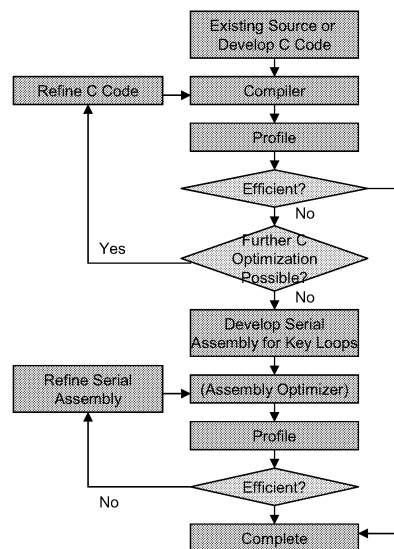 Existing Source or
Develop C Code
Refine C Code
Compiler
Profile
Efficient?
No
Yes
Further C
Optimization
Possible?
No
Develop Serial
Assembly for Key Loops
Refine Serial
Assembly
(Assembly Optimizer)
Profile
Efficient?
No
Complete